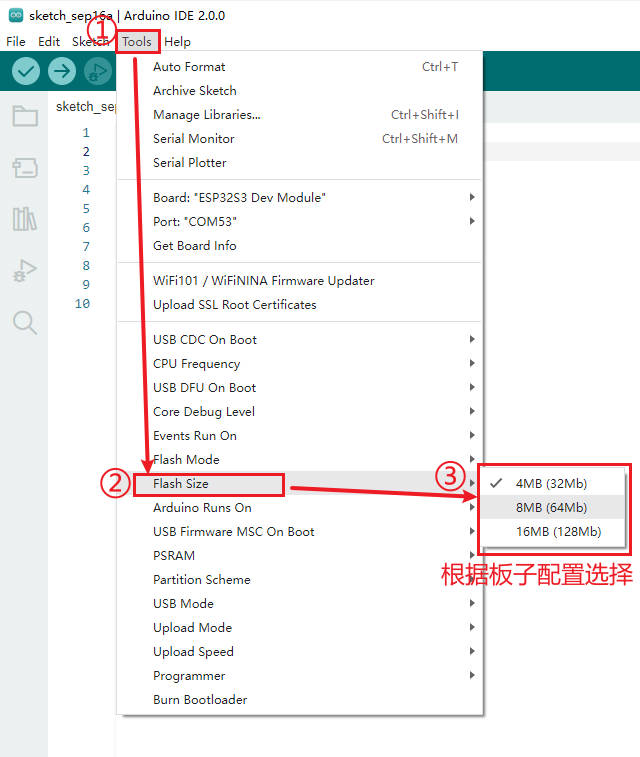 sketch_sep16a | Arduino IDE 2.0.0
File Edit Sketch Tools Help
①
sketch_sep
1
2
3
4
5
6
7
8
9
10
Auto Format Ctrl+T
Archive Sketch
Manage Libraries... Ctrl+Shift+I
Serial Monitor Ctrl+Shift+M
Serial Plotter
Board: "ESP32S3 Dev Module"
Port: "COM53"
Get Board Info
WiFi101 / WiFiNINA Firmware Updater
Upload SSL Root Certificates
USB CDC On Boot
CPU Frequency
USB DFU On Boot
Core Debug Level
Events Run On
Flash Mode
② Flash Size ③
Arduino Runs On
USB Firmware MSC On Boot
PSRAM
Partition Scheme
USB Mode
Upload Mode
Upload Speed
Programmer
Burn Bootloader
4MB (32Mb)
8MB (64Mb)
16MB (128Mb)
根据板子配置选择